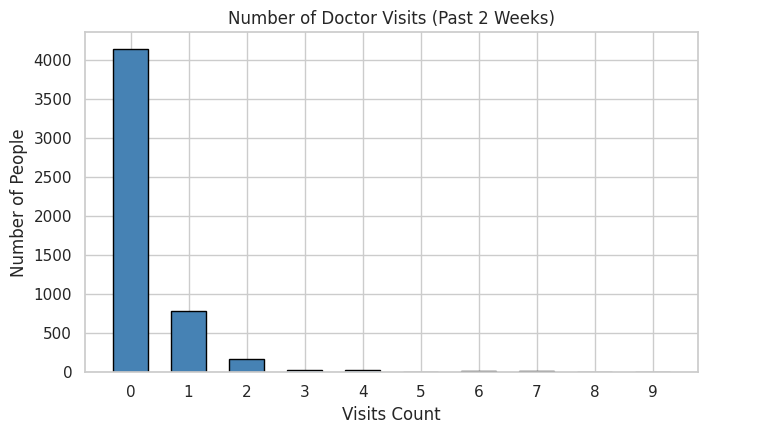 Number of Doctor Visits (Past 2 Weeks)
Number of People
4000
3500
3000
2500
2000
1500
1000
500
0
0 1 2 3 4 5 6 7 8 9
Visits Count